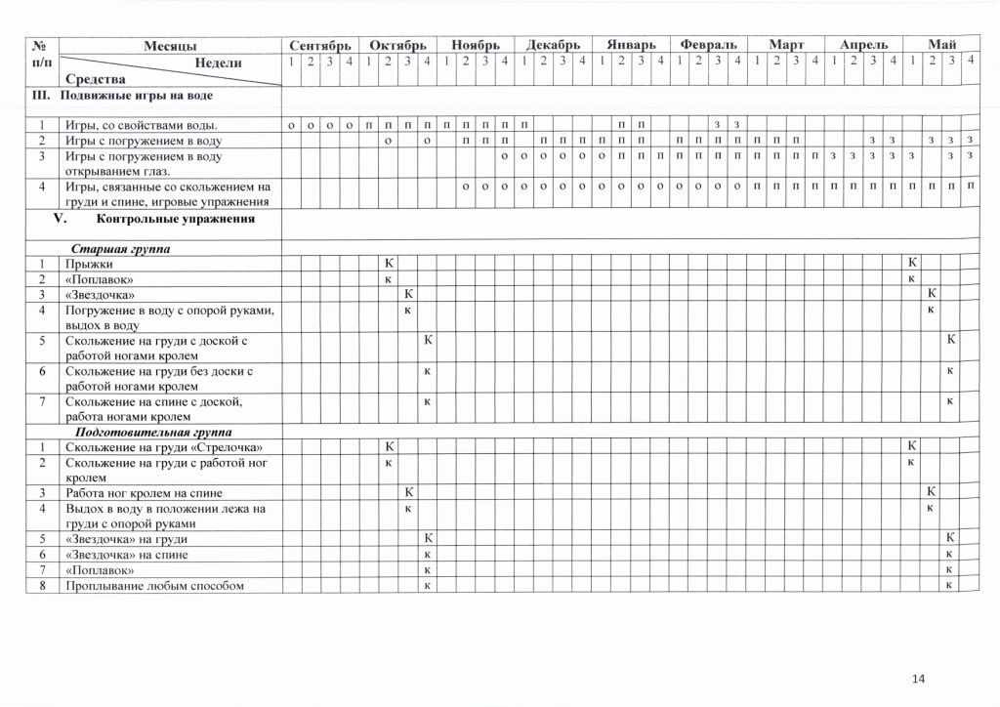 № Месяцы Сентябрь Октябрь Ноябрь Декабрь Январь Февраль Март Апрель Май
п/п Недели 1 2 3 4 1 2 3 4 1 2 3 4 1 2 3 4 1 2 3 4 1 2 3 4 1 2 3 4 1 2 3 4 1 2 3 4
Средства
III. Подвижные игры на воде
1 Игры, со свойствами воды. о о о о п п п п п п п п п п п з з
2 Игры с погружением в воду о о п п п п п п п п п п п п п п п п п з з з з з
3 Игры с погружением в воду о о о о о о п п п п п п п п п п п з з з з з з з
открыванием глаз.
4 Игры, связанные со скольжением на о о о о о о о о о о о о о о о п п п п п п п п п п п п
груди и спине, игровые упражнения
V. Контрольные упражнения
Старшая группа
1 Прыжки К К
2 «Поплавок» к к
3 «Звездочка» К К
4 Погружение в воду с опорой руками, к к
выдох в воду
5 Скольжение на груди с доской с К К
работой ногами кролем
6 Скольжение на груди без доски с к к
работой ногами кролем
7 Скольжение на спине с доской, к к
работа ногами кролем
Подготовительная группа
1 Скольжение на груди «Стрелочка» К К
2 Скольжение на груди с работой ног к к
кролем
3 Работа ног кролем на спине К К
4 Выдох в воду в положении лежа на к к
груди с опорой руками
5 «Звездочка» на груди К К
6 «Звездочка» на спине к к
7 «Поплавок» к к
8 Проплывание любым способом к к
14